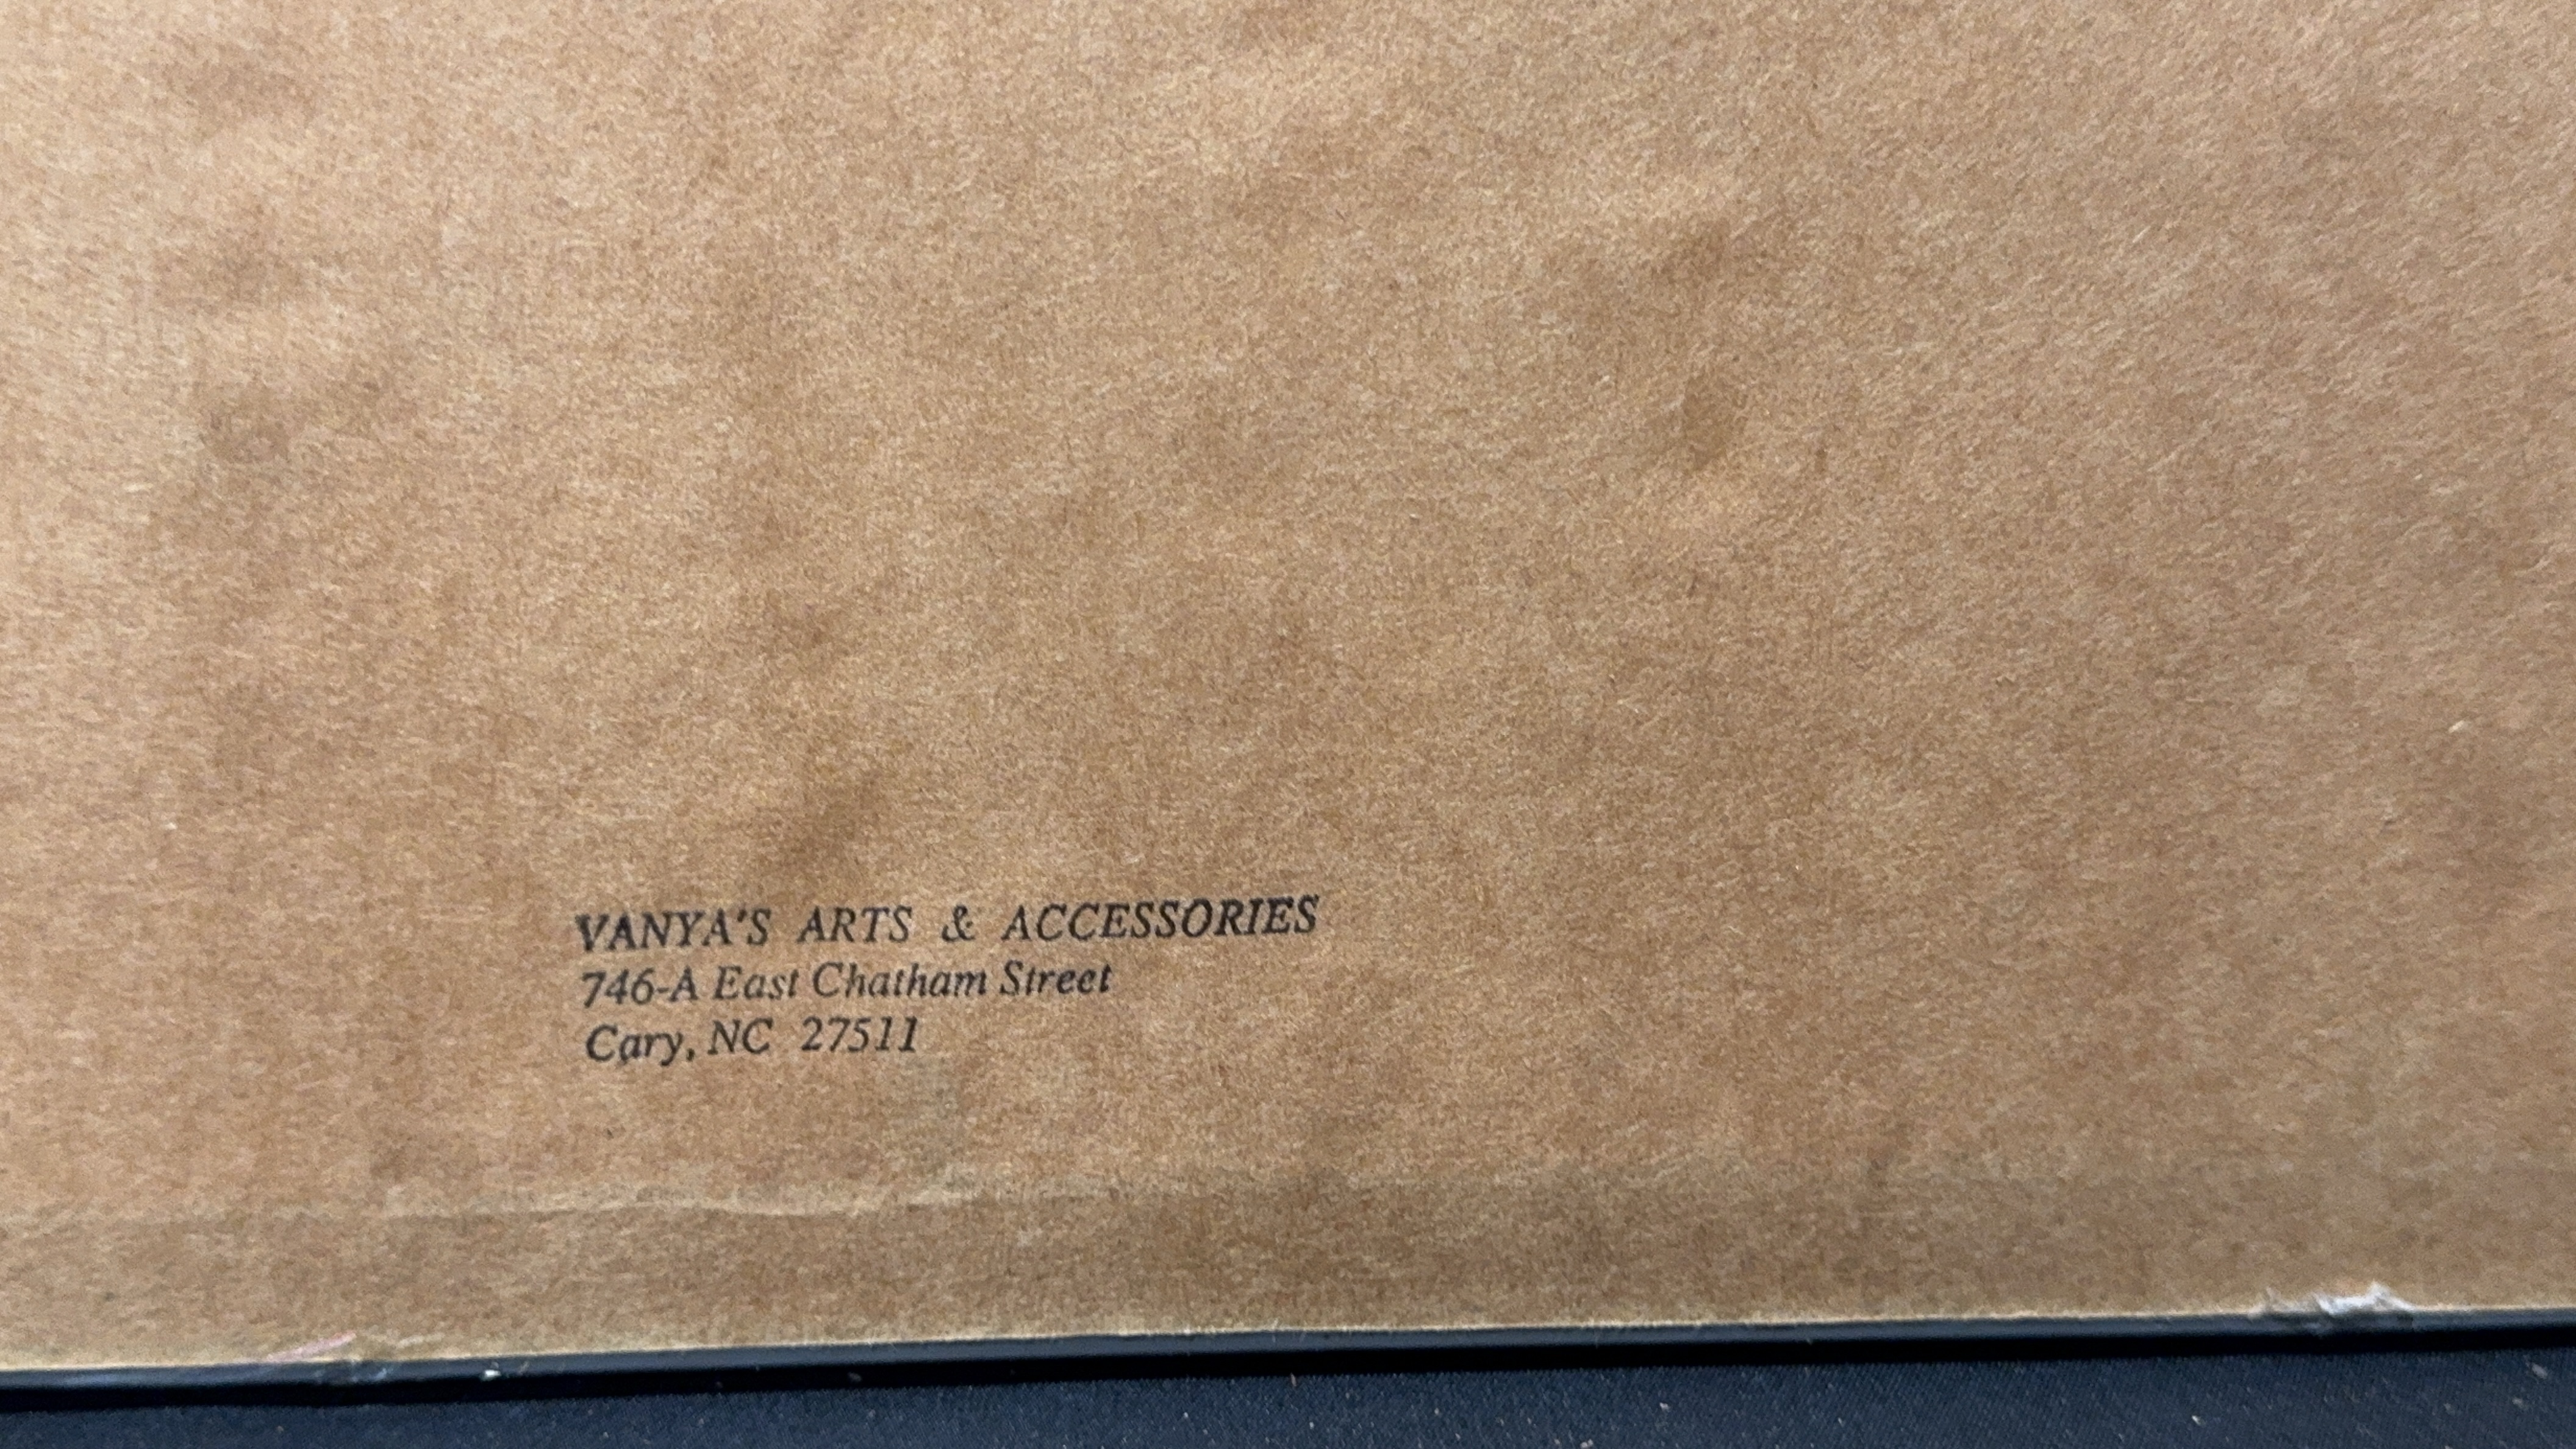 VANYA'S ARTS & ACCESSORIES
746-A East Chatham Street
Cary, NC 27511